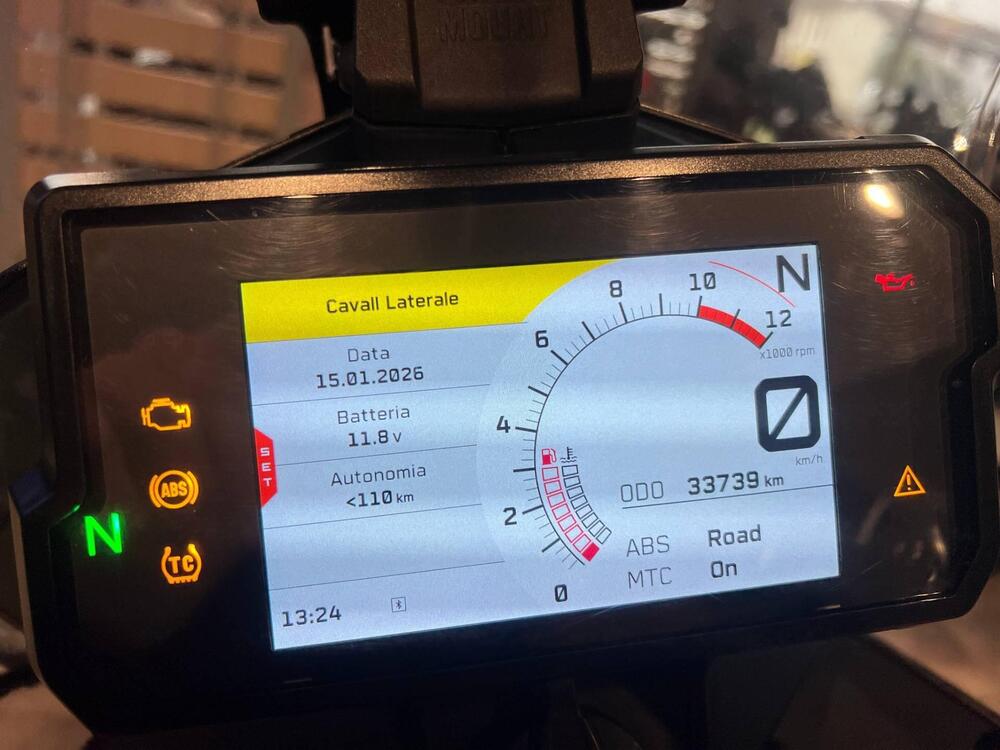 MOUNT
Cavall Laterale
Data
15.01.2026
Batteria
11.8 v
Autonomia
<110 km
SET
13:24
0
2
4
6
8
10
12
N
x1000 rpm
0
km/h
ODO 33739 km
ABS Road
MTC On
ABS
TC
N